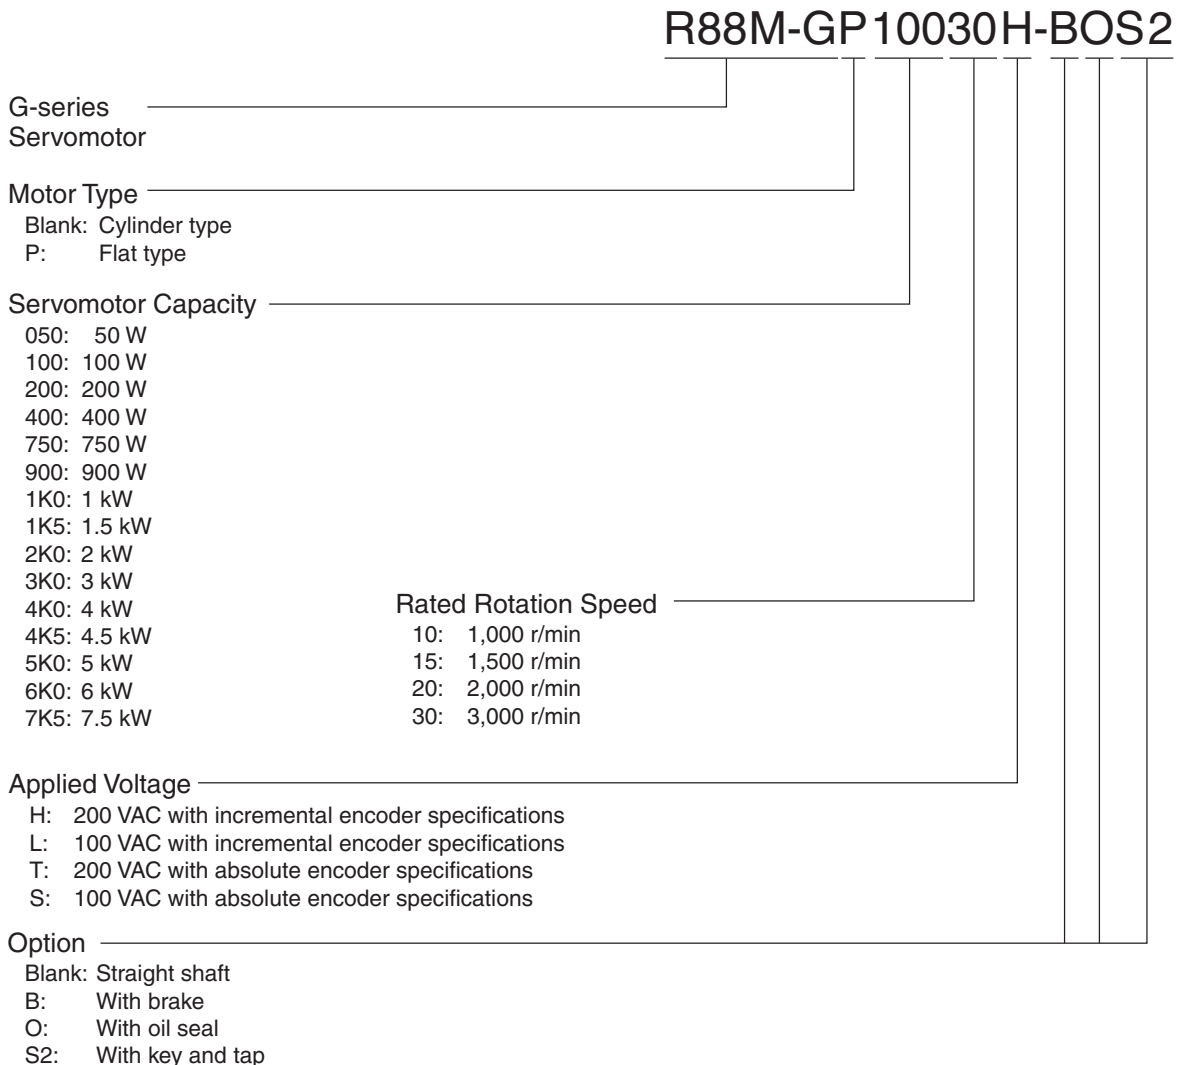 R88M-GP10030H-BOS2
G-series
Servomotor
Motor Type
Blank: Cylinder type
P: Flat type
Servomotor Capacity
050: 50 W
100: 100 W
200: 200 W
400: 400 W
750: 750 W
900: 900 W
1K0: 1 kW
1K5: 1.5 kW
2K0: 2 kW
3K0: 3 kW
4K0: 4 kW
4K5: 4.5 kW
5K0: 5 kW
6K0: 6 kW
7K5: 7.5 kW
Rated Rotation Speed
10: 1,000 r/min
15: 1,500 r/min
20: 2,000 r/min
30: 3,000 r/min
Applied Voltage
H: 200 VAC with incremental encoder specifications
L: 100 VAC with incremental encoder specifications
T: 200 VAC with absolute encoder specifications
S: 100 VAC with absolute encoder specifications
Option
Blank: Straight shaft
B: With brake
O: With oil seal
S2: With key and tap